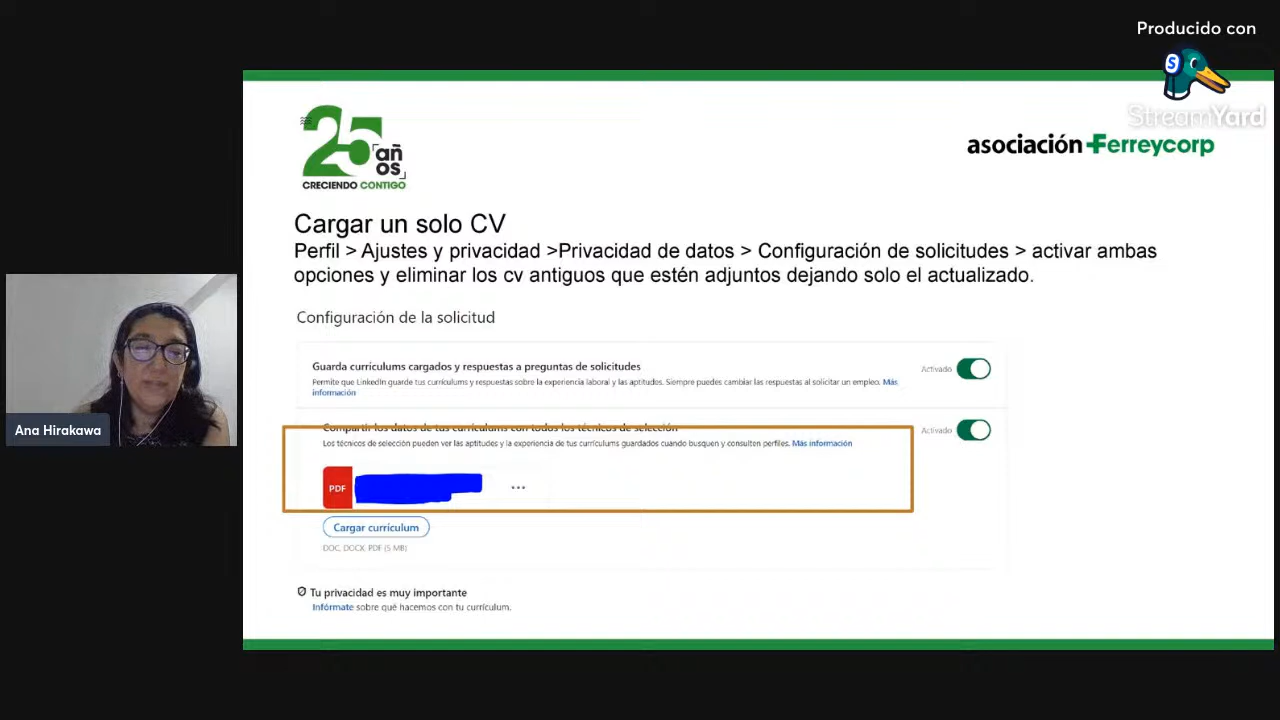 Producido con
S
StreamYard
25 añ
os
CRECIENDO CONTIGO
asociación Ferreycorp
Cargar un solo CV
Perfil > Ajustes y privacidad >Privacidad de datos > Configuración de solicitudes > activar ambas
opciones y eliminar los cv antiguos que estén adjuntos dejando solo el actualizado.
Configuración de la solicitud
Guarda curriculums cargados y respuestas a preguntas de solicitudes
Activado
Permite que LinkedIn guarde tus currículums y respuestas sobre la experiencia laboral y las aptitudes. Siempre puedes cambiar las respuestas al solicitar un empleo. Más
información
Compartir los datos de tus currículums con todos los técnicos de selección
Activado
Los técnicos de selección pueden ver las aptitudes y la experiencia de tus currículums guardados cuando busquen y consulten perfiles. Más información
PDF
Cargar currículum
DOC, DOCX, PDF (5 MB)
Tu privacidad es muy importante
Infórmate sobre qué hacemos con tu currículum.
Ana Hirakawa